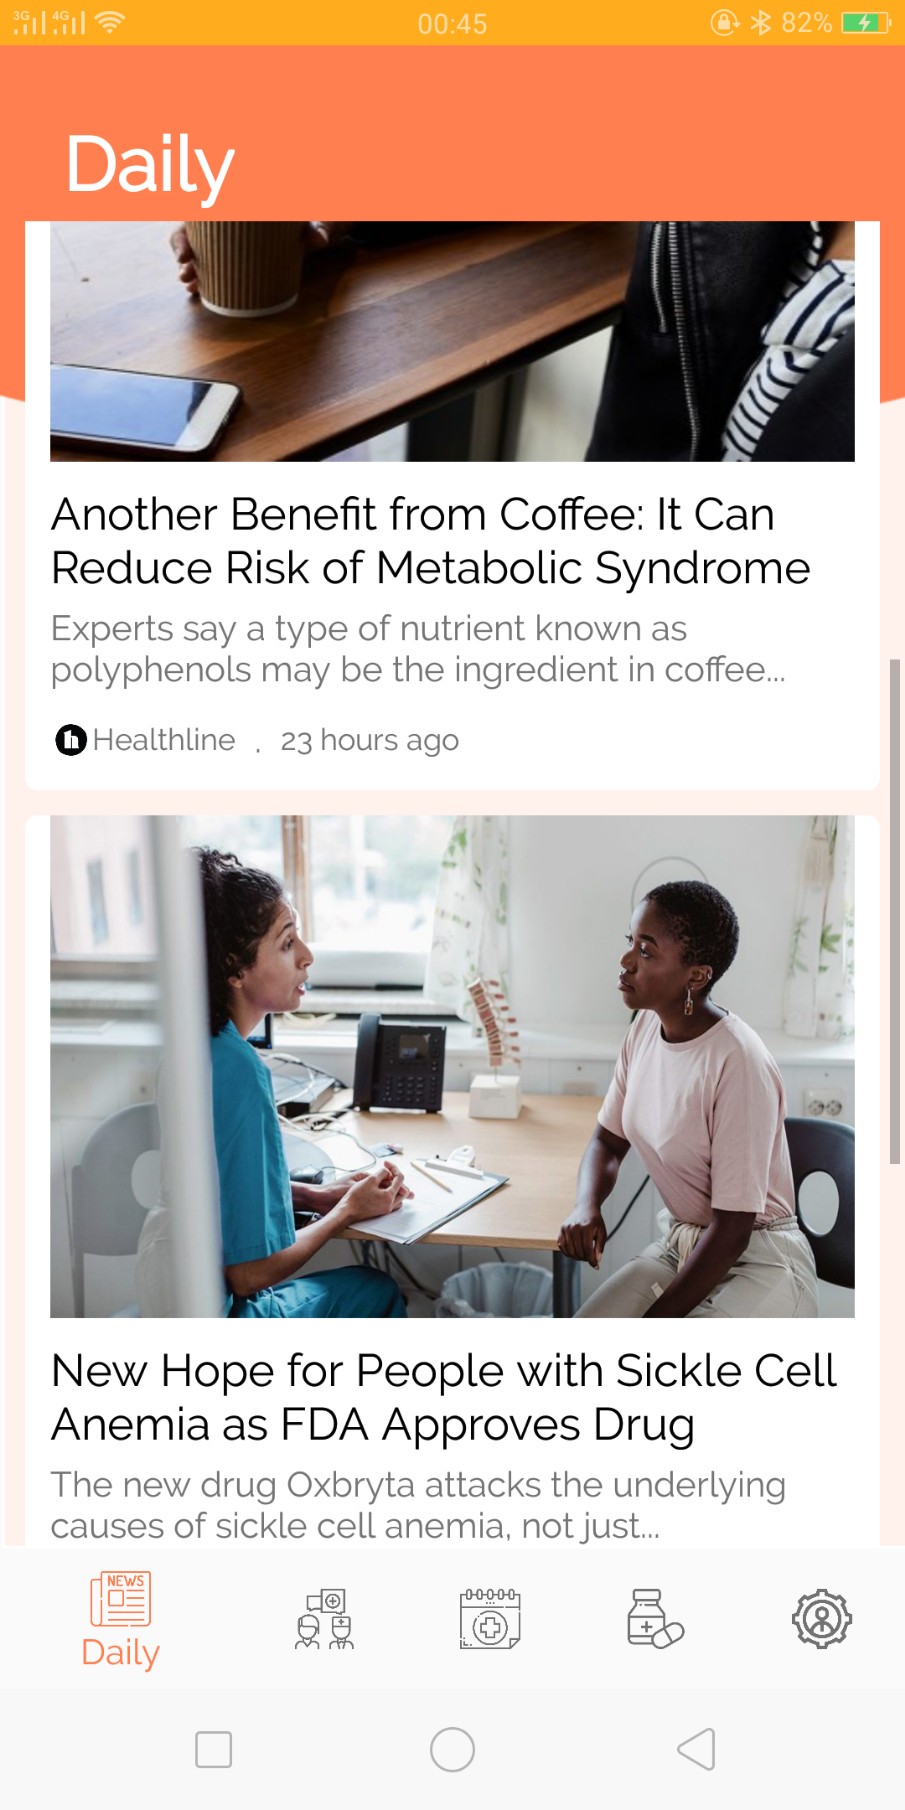 3G 4G 00:45 82%
Daily
Another Benefit from Coffee: It Can
Reduce Risk of Metabolic Syndrome
Experts say a type of nutrient known as
polyphenols may be the ingredient in coffee...
h Healthline . 23 hours ago
New Hope for People with Sickle Cell
Anemia as FDA Approves Drug
The new drug Oxbryta attacks the underlying
causes of sickle cell anemia, not just...
NEWS
Daily